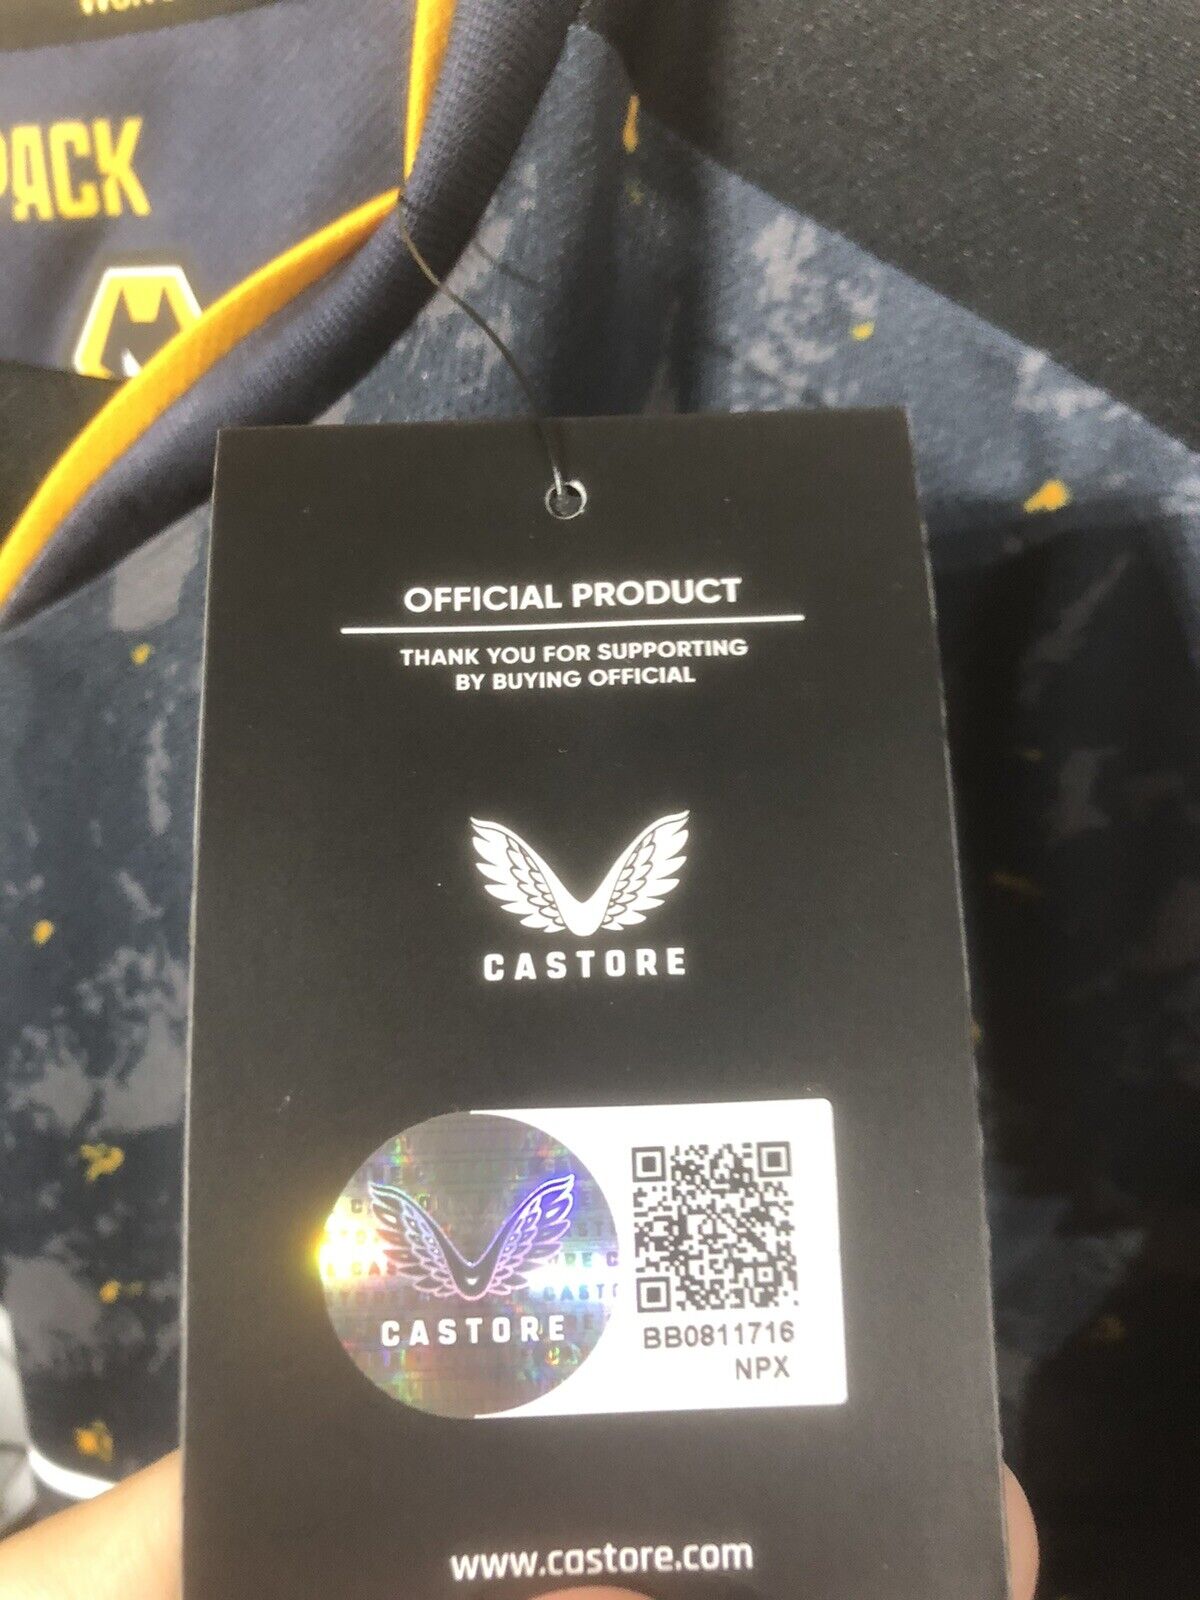 PACK
OFFICIAL PRODUCT
THANK YOU FOR SUPPORTING
BY BUYING OFFICIAL
CASTORE
CASTORE
BB0811716
NPX
www.castore.com